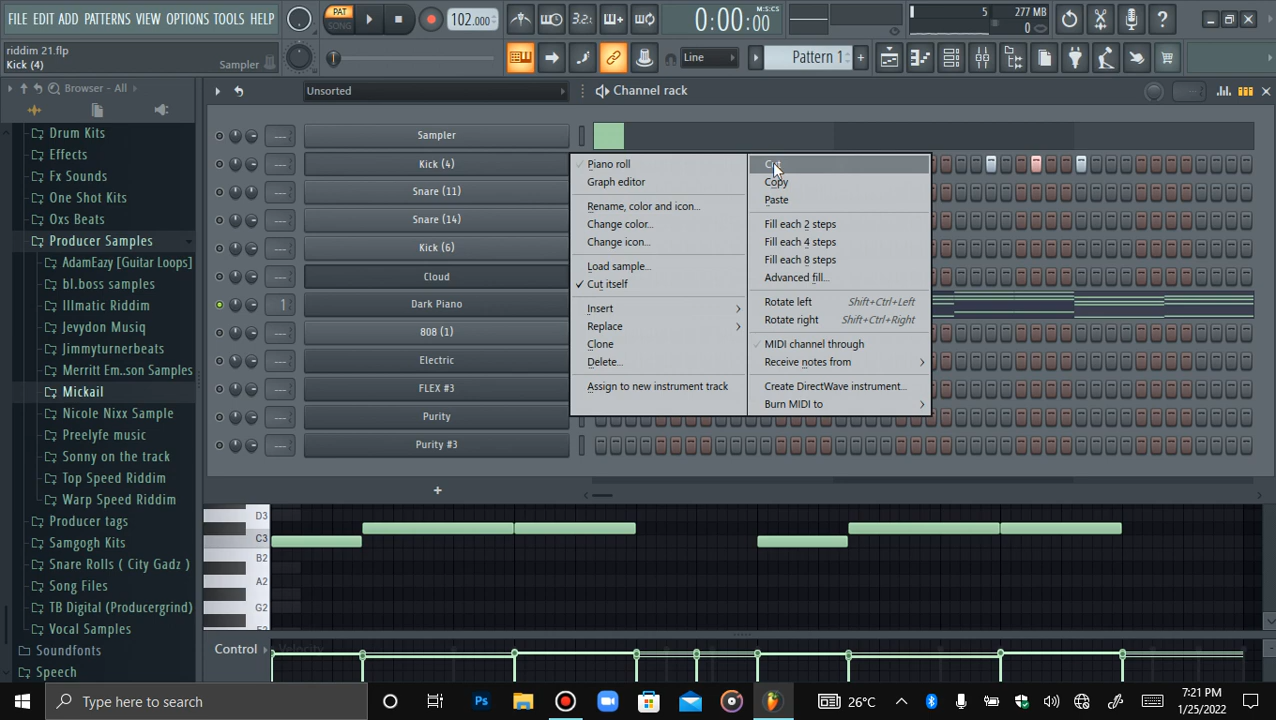 FILE EDIT ADD PATTERNS VIEW OPTIONS TOOLS HELP
PAT
SONG
102.000
3.2
0:00:00
M:S:CS
5
277 MB
0
riddim 21.flp
Kick (4)
Sampler
Line
Pattern 1
Browser - All
Unsorted
Channel rack
Drum Kits
Effects
Fx Sounds
One Shot Kits
Oxs Beats
Producer Samples
AdamEazy [Guitar Loops]
bl.boss samples
Illmatic Riddim
Jevydon Musiq
Jimmyturnerbeats
Merritt Em..son Samples
Mickail
Nicole Nixx Sample
Preelyfe music
Sonny on the track
Top Speed Riddim
Warp Speed Riddim
Producer tags
Samgogh Kits
Snare Rolls ( City Gadz )
Song Files
TB Digital (Producergrind)
Vocal Samples
Soundfonts
Speech
Sampler
Kick (4)
Snare (11)
Snare (14)
Kick (6)
Cloud
1
Dark Piano
808 (1)
Electric
FLEX #3
Purity
Purity #3
+
Piano roll
Graph editor
Rename, color and icon...
Change color...
Change icon...
Load sample...
Cut itself
Insert
Replace
Clone
Delete...
Assign to new instrument track
Cut
Copy
Paste
Fill each 2 steps
Fill each 4 steps
Fill each 8 steps
Advanced fill...
Rotate left Shift+Ctrl+Left
Rotate right Shift+Ctrl+Right
MIDI channel through
Receive notes from
Create DirectWave instrument...
Burn MIDI to
D3
C3
B2
A2
G2
Control
Velocity
Type here to search
Ps
26°C
7:21 PM
1/25/2022